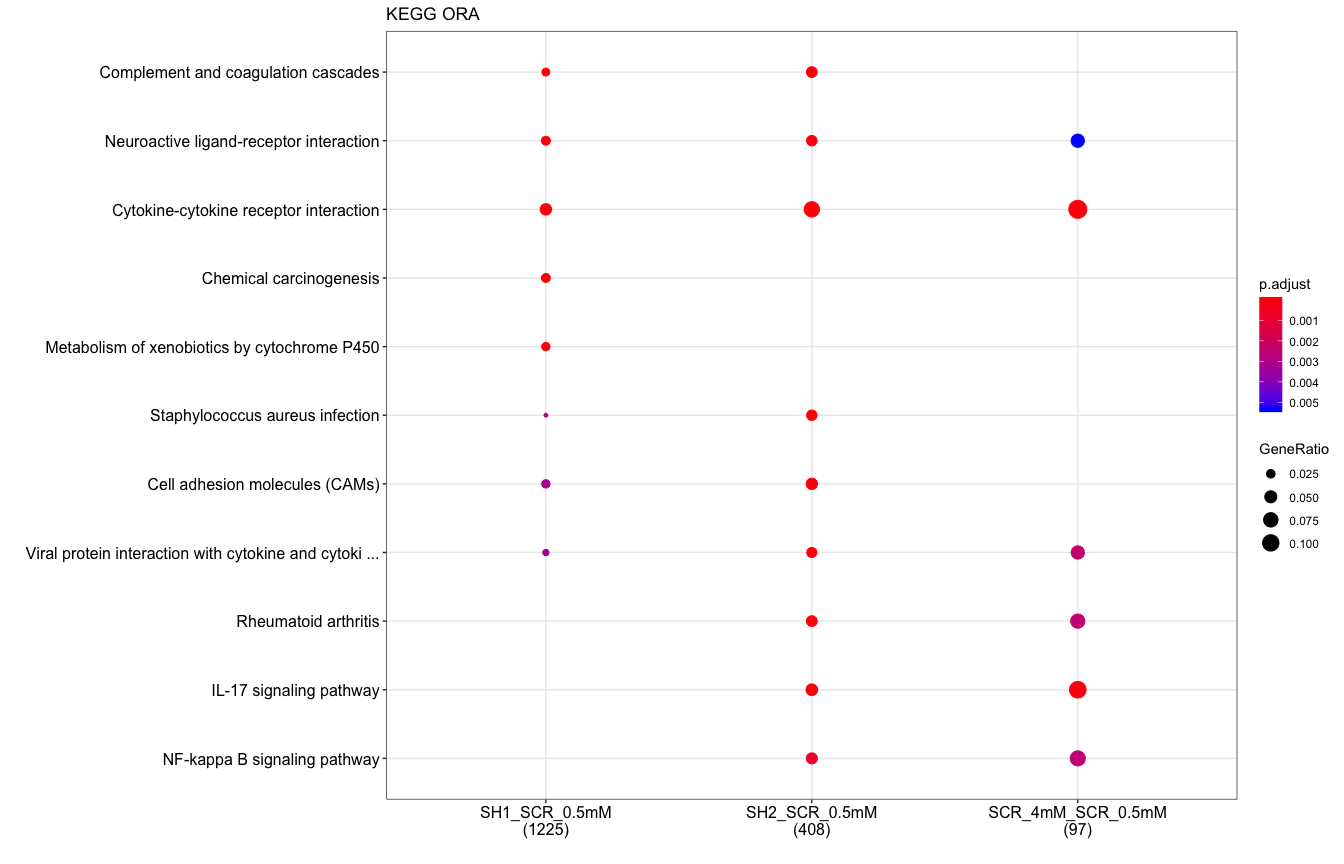 KEGG ORA
Complement and coagulation cascades
Neuroactive ligand-receptor interaction
Cytokine-cytokine receptor interaction
Chemical carcinogenesis
Metabolism of xenobiotics by cytochrome P450
Staphylococcus aureus infection
Cell adhesion molecules (CAMs)
Viral protein interaction with cytokine and cytoki ...
Rheumatoid arthritis
IL-17 signaling pathway
NF-kappa B signaling pathway
SH1_SCR_0.5mM
(1225)
SH2_SCR_0.5mM
(408)
SCR_4mM_SCR_0.5mM
(97)
p.adjust
0.001
0.002
0.003
0.004
0.005
GeneRatio
0.025
0.050
0.075
0.100